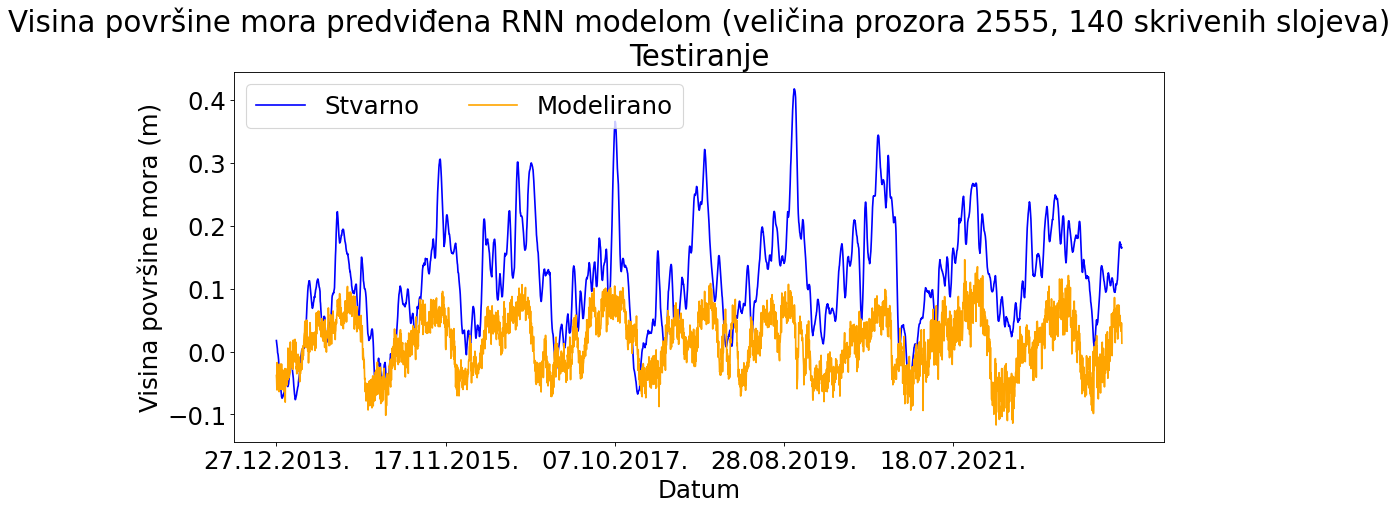 Visina površine mora predviđena RNN modelom (veličina prozora 2555, 140 skrivenih slojeva)
Testiranje
Stvarno Modelirano
Visina površine mora (m)
0.4
0.3
0.2
0.1
0.0
−0.1
27.12.2013. 17.11.2015. 07.10.2017. 28.08.2019. 18.07.2021.
Datum